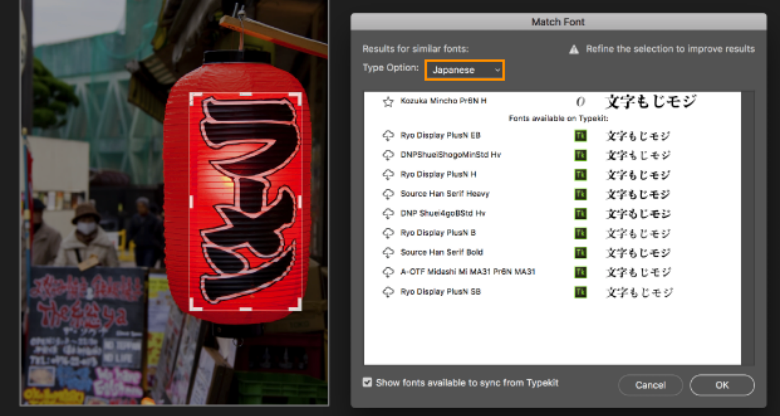 ラーメン
NO REFILL
NO LIFE
Match Font
Results for similar fonts:
Refine the selection to improve results
Type Option:
Japanese
Kozuka Mincho Pr6N H
O
文字もじモジ
Fonts available on Typekit:
Ryo Display PlusN EB
Tk
文字もじモジ
DNPShueiShogoMinStd Hv
Tk
文字もじモジ
Ryo Display PlusN H
Tk
文字もじモジ
Source Han Serif Heavy
Tk
文字もじモジ
DNP Shuei4goBStd Hv
Tk
文字もじモジ
Ryo Display PlusN B
Tk
文字もじモジ
Source Han Serif Bold
Tk
文字もじモジ
A-OTF Midashi Mi MA31 Pr6N MA31
Tk
文字もじモジ
Ryo Display PlusN SB
Tk
文字もじモジ
Show fonts available to sync from Typekit
Cancel
OK